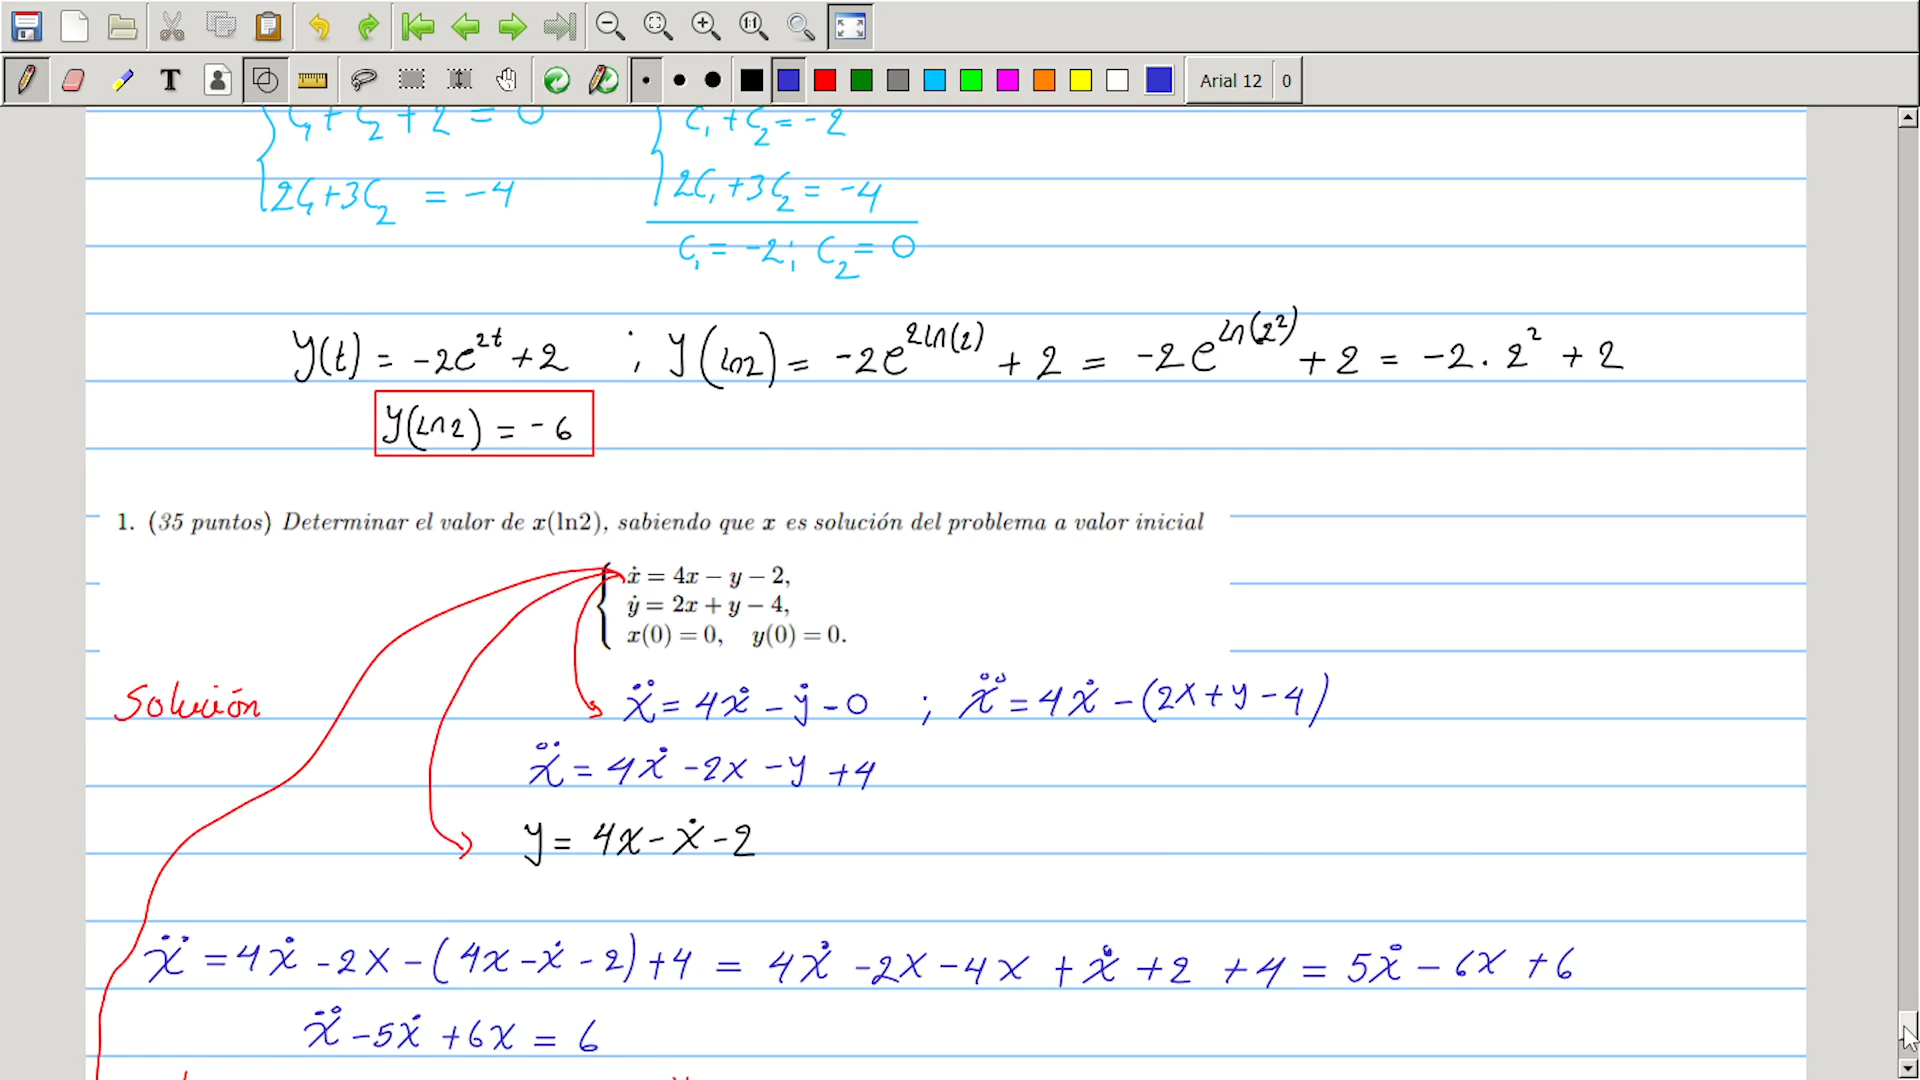 1:1
T
Arial 12 0
C₁ + C₂ + 2 = 0
C₁ + C₂ = -2
2C₁ + 3C₂ = -4
2C₁ + 3C₂ = -4
C₁ = -2; C₂ = 0
y(t) = -2e^{2t} + 2 ; y(ln2) = -2e^{2ln(2)} + 2 = -2e^{ln(2²)} + 2 = -2 · 2² + 2
y(ln2) = -6
1. (35 puntos) Determinar el valor de x(ln2), sabiendo que x es solución del problema a valor inicial
ẋ = 4x − y − 2,
ẏ = 2x + y − 4,
x(0) = 0, y(0) = 0.
Solución
ẍ = 4ẋ - ẏ - 0 ; ẍ = 4ẋ - (2x + y - 4)
ẍ = 4ẋ - 2x - y + 4
y = 4x - ẋ - 2
ẍ = 4ẋ - 2x - (4x - ẋ - 2) + 4 = 4ẋ - 2x - 4x + ẋ + 2 + 4 = 5ẋ - 6x + 6
ẍ - 5ẋ + 6x = 6